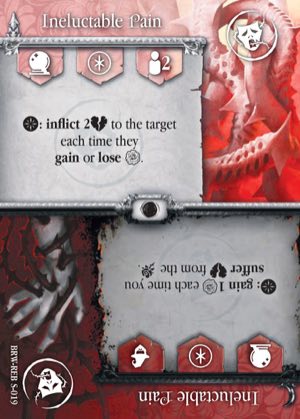 Ineluctable Pain
2
: inflict 2 to the target
each time they
gain or lose .
: gain 1 each time you
suffer from the .
Ineluctable Pain
BRW-REB S-019